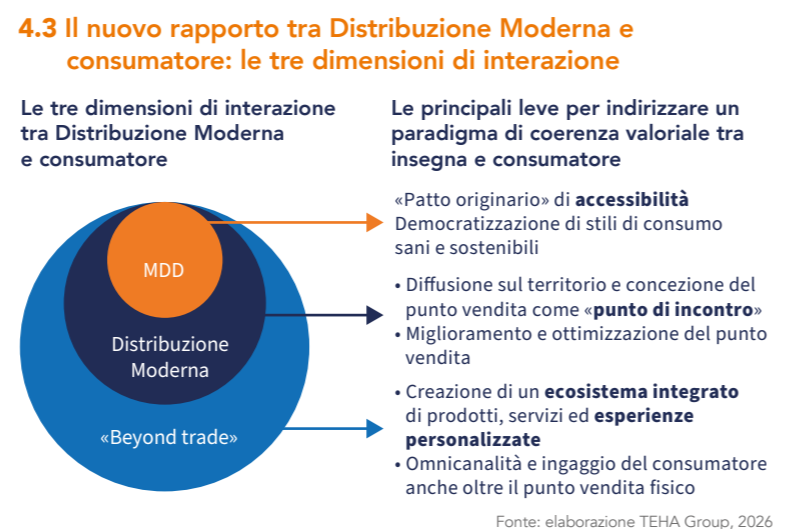 4.3 Il nuovo rapporto tra Distribuzione Moderna e
consumatore: le tre dimensioni di interazione
Le tre dimensioni di interazione
tra Distribuzione Moderna
e consumatore
MDD
Distribuzione
Moderna
«Beyond trade»
Le principali leve per indirizzare un
paradigma di coerenza valoriale tra
insegna e consumatore
«Patto originario» di accessibilità
Democratizzazione di stili di consumo
sani e sostenibili
• Diffusione sul territorio e concezione del
punto vendita come «punto di incontro»
• Miglioramento e ottimizzazione del punto
vendita
• Creazione di un ecosistema integrato
di prodotti, servizi ed esperienze
personalizzate
• Omnicanalità e ingaggio del consumatore
anche oltre il punto vendita fisico
Fonte: elaborazione TEHA Group, 2026